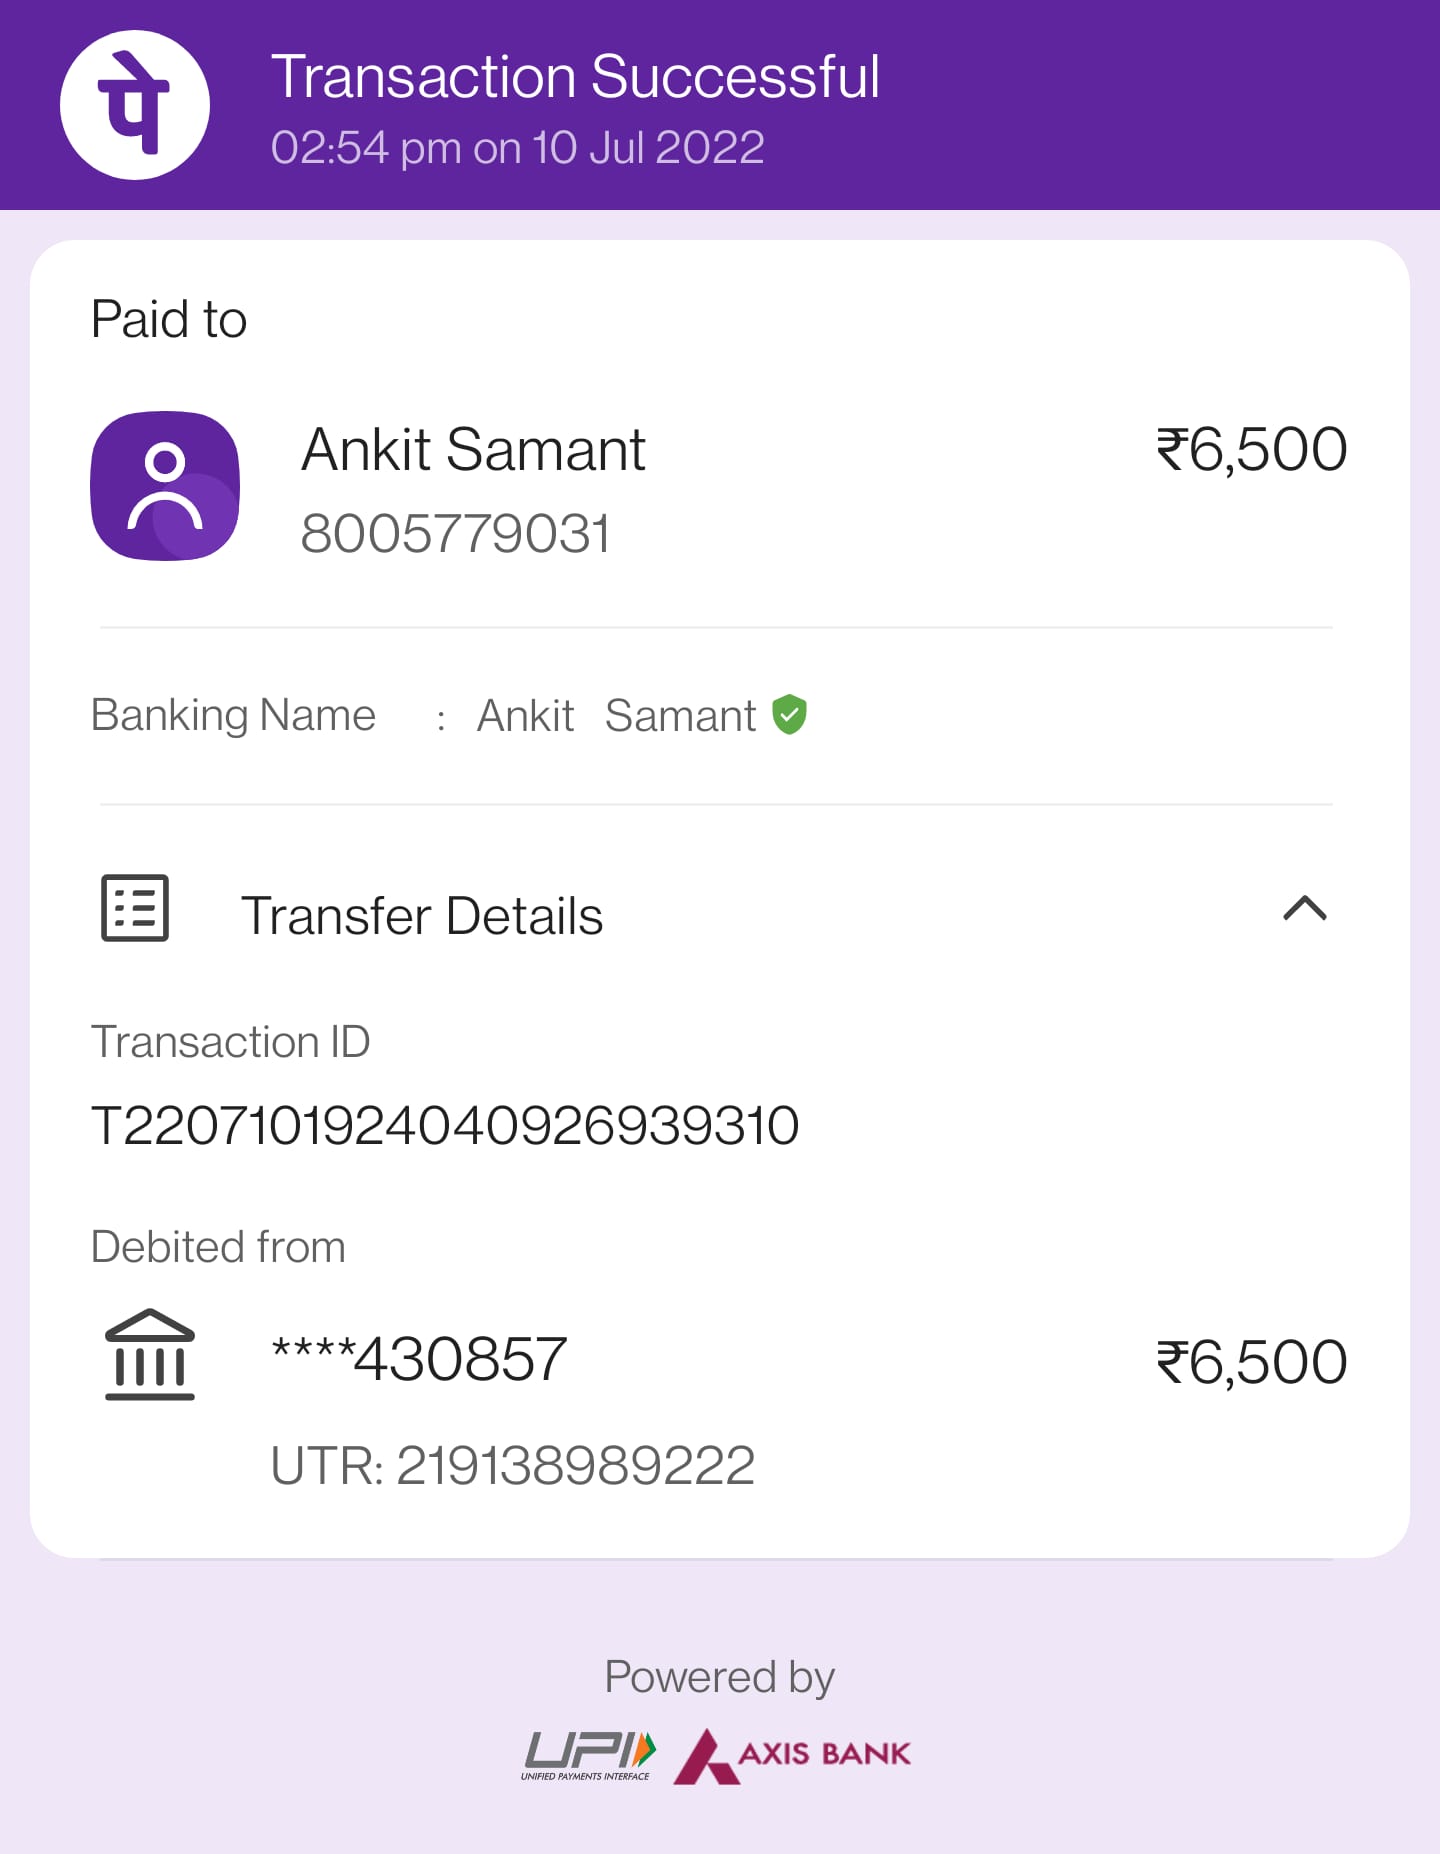 पे
Transaction Successful
02:54 pm on 10 Jul 2022
Paid to
Ankit Samant ₹6,500
8005779031
Banking Name : Ankit Samant
Transfer Details
Transaction ID
T2207101924040926939310
Debited from
****430857 ₹6,500
UTR: 219138989222
Powered by
UPI AXIS BANK
UNIFIED PAYMENTS INTERFACE